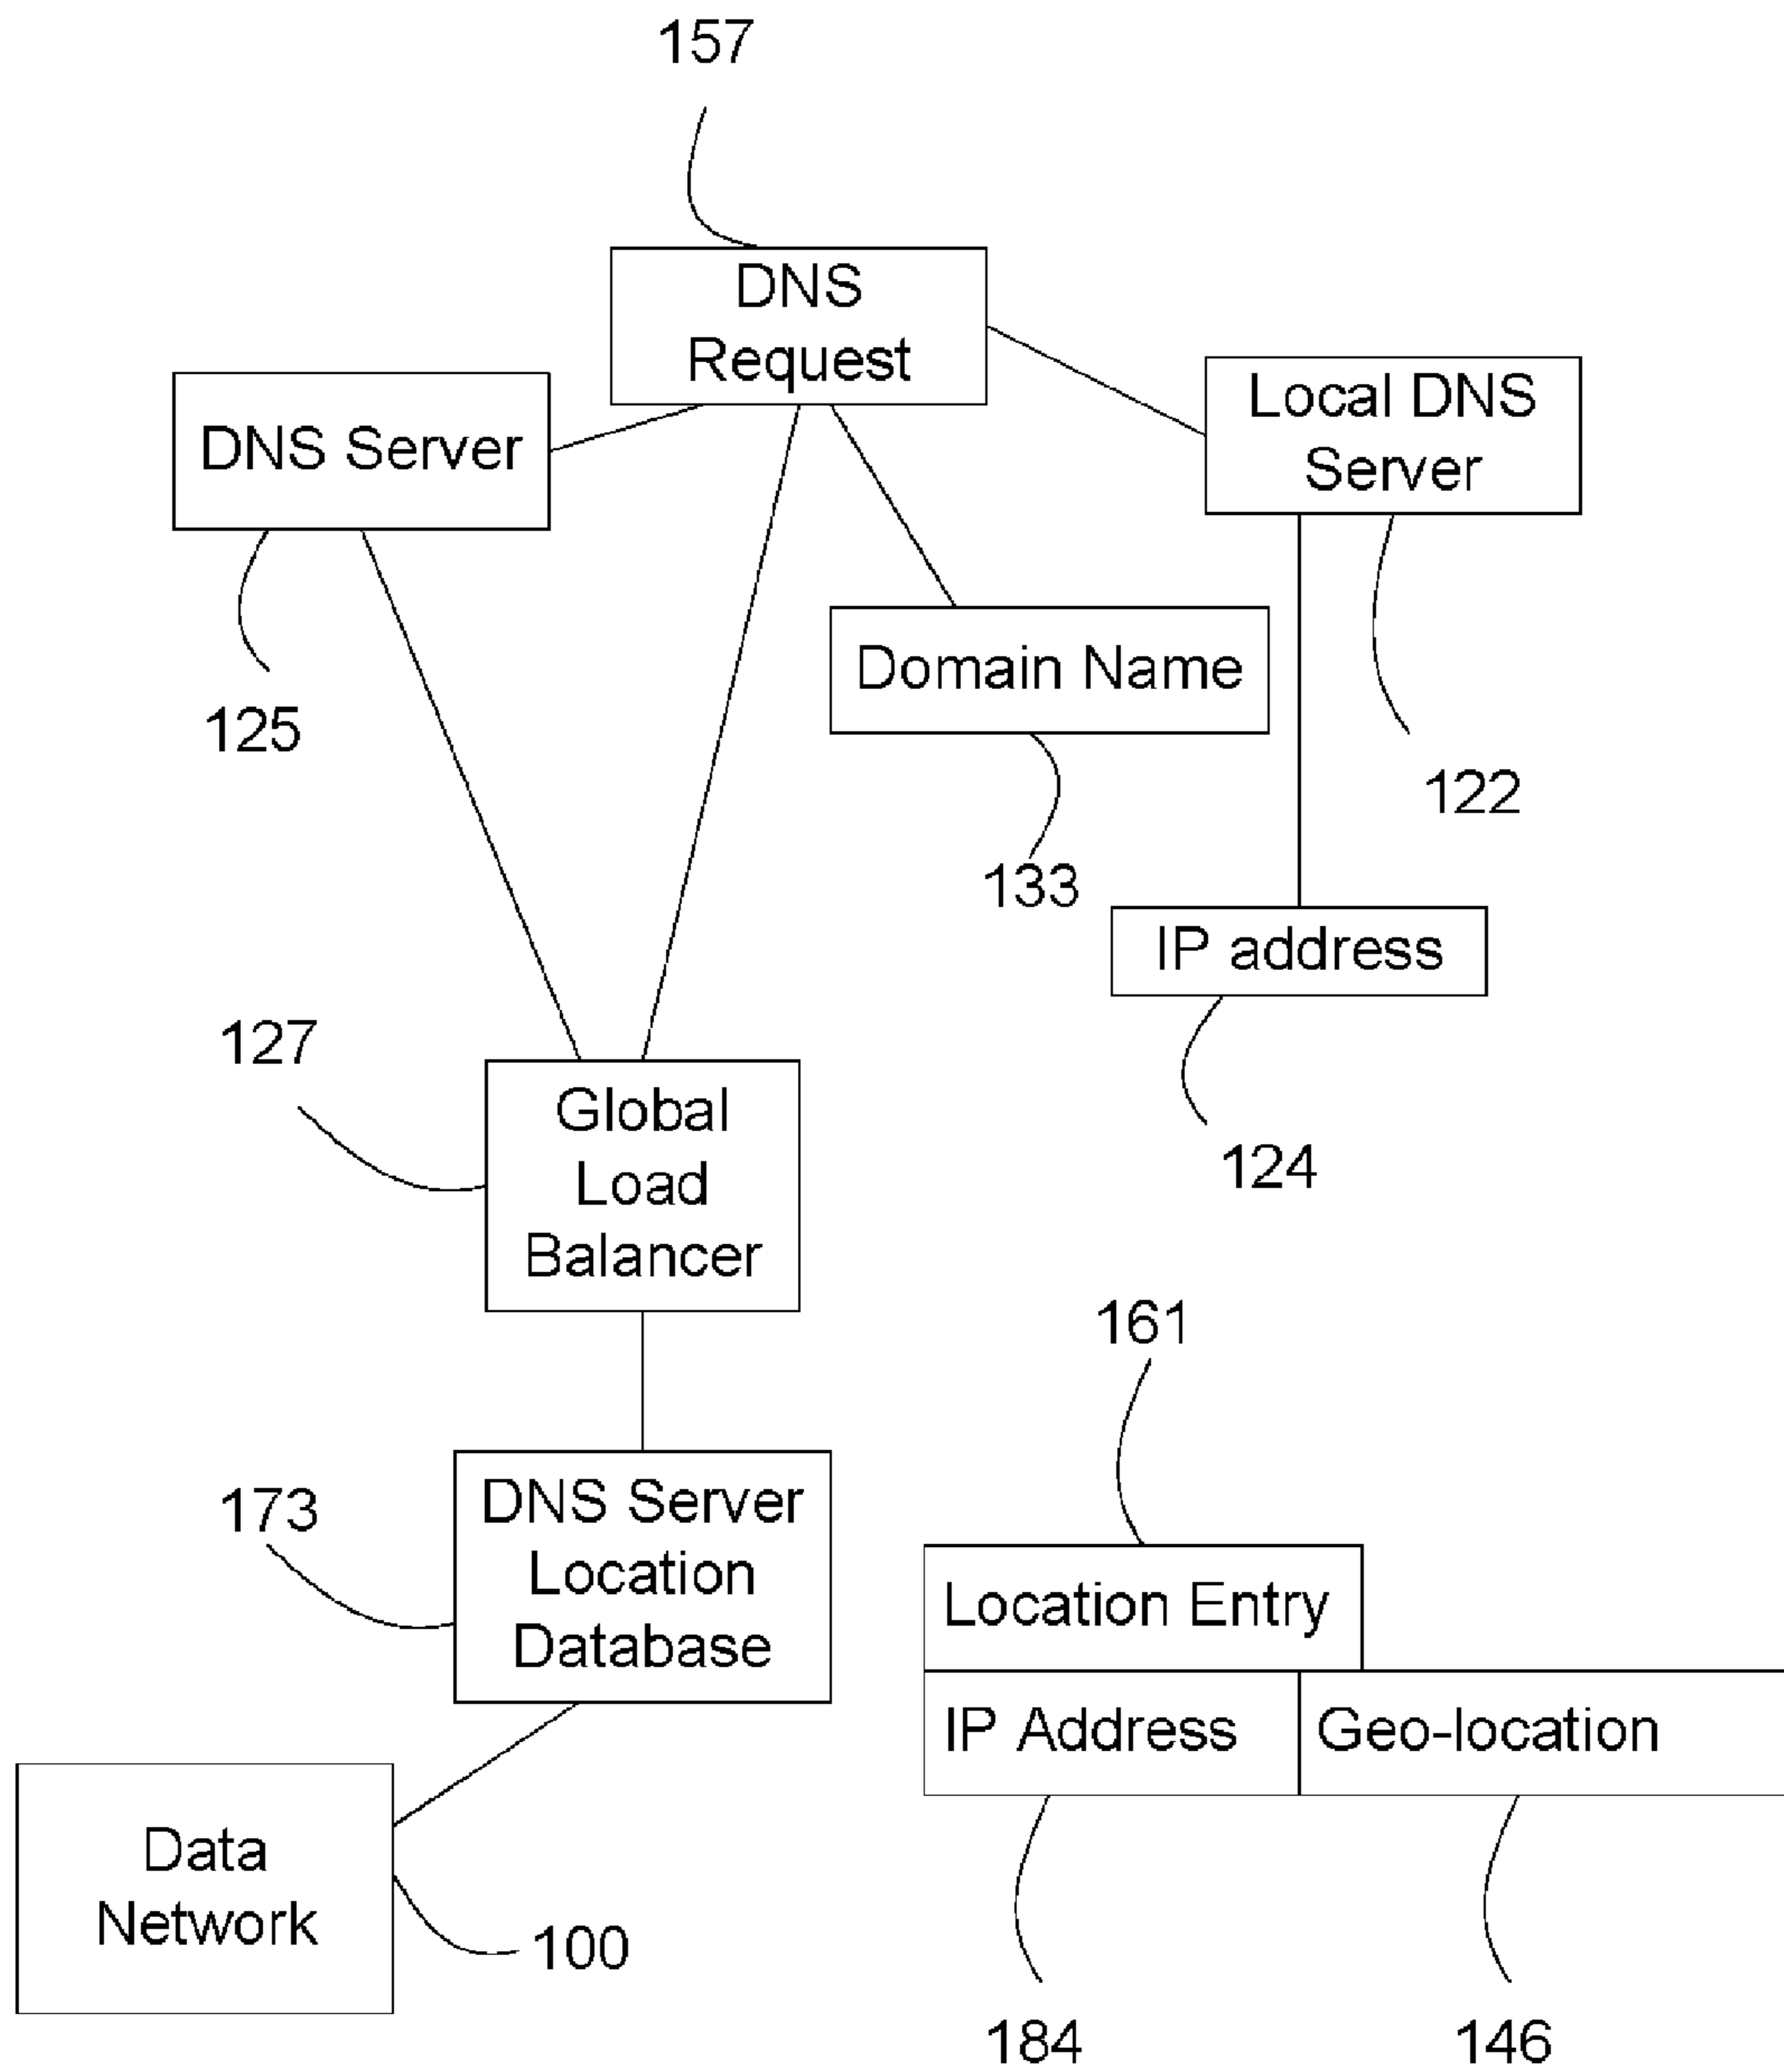 157
DNS
Request
DNS Server
Local DNS
Server
Domain Name
125
122
133
IP address
127
124
Global
Load
Balancer
161
173
DNS Server
Location
Database
Location Entry
IP Address
Geo-location
Data
Network
100
184
146